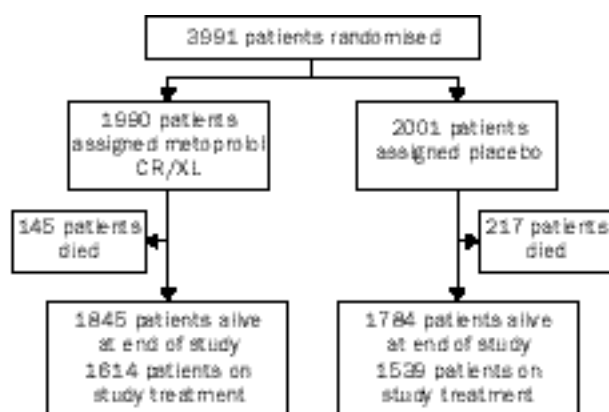 3991 patients randomised
1990 patients
assigned metoprolol
CR/XL
2001 patients
assigned placebo
145 patients
died
217 patients
died
1845 patients alive
at end of study
1614 patients on
study treatment
1784 patients alive
at end of study
1539 patients on
study treatment